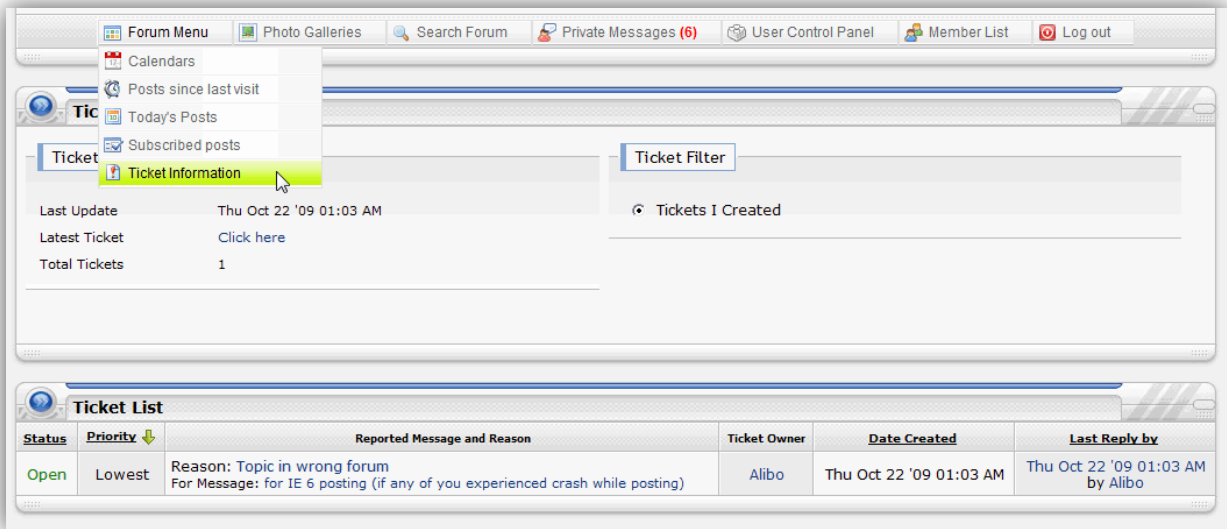 Forum Menu Photo Galleries Search Forum Private Messages (6) User Control Panel Member List Log out
Calendars
Posts since last visit
Today's Posts
Subscribed posts
Ticket Information
Tic
Ticket
Ticket Filter
Last Update Thu Oct 22 '09 01:03 AM
Tickets I Created
Latest Ticket Click here
Total Tickets 1
Ticket List
Status Priority Reported Message and Reason Ticket Owner Date Created Last Reply by
Open Lowest Reason: Topic in wrong forum Alibo Thu Oct 22 '09 01:03 AM Thu Oct 22 '09 01:03 AM
For Message: for IE 6 posting (if any of you experienced crash while posting) by Alibo